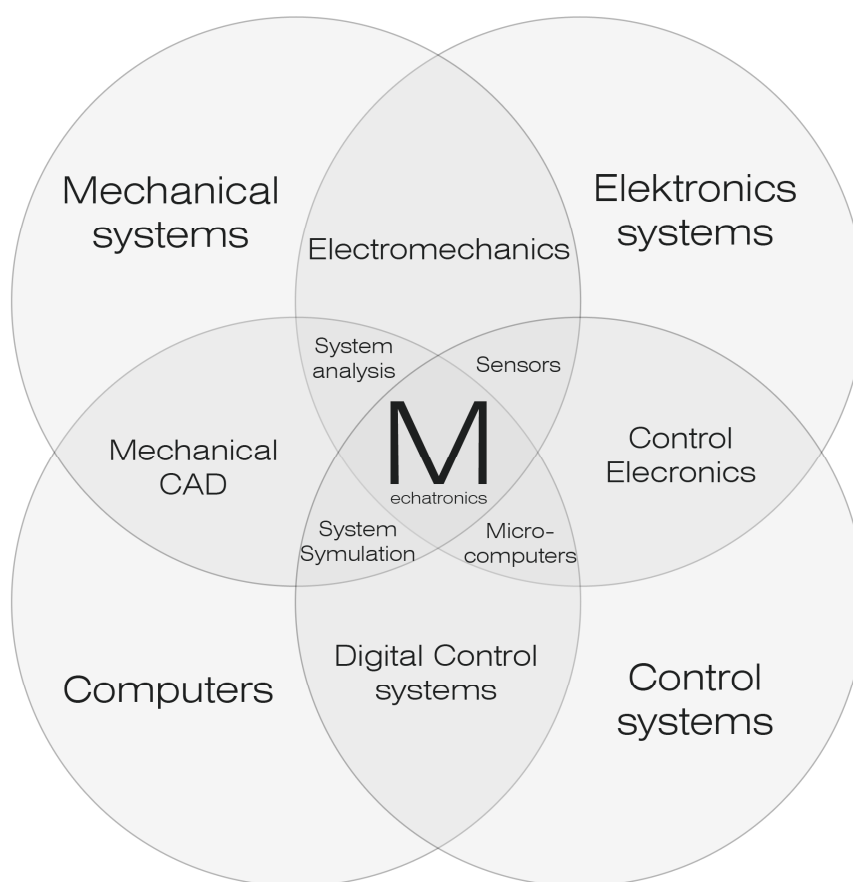 Mechanical
systems
Elektronics
systems
Electromechanics
System
analysis
Sensors
Mechanical
CAD
M
echatronics
Control
Elecronics
System
Symulation
Micro-
computers
Digital Control
systems
Computers
Control
systems